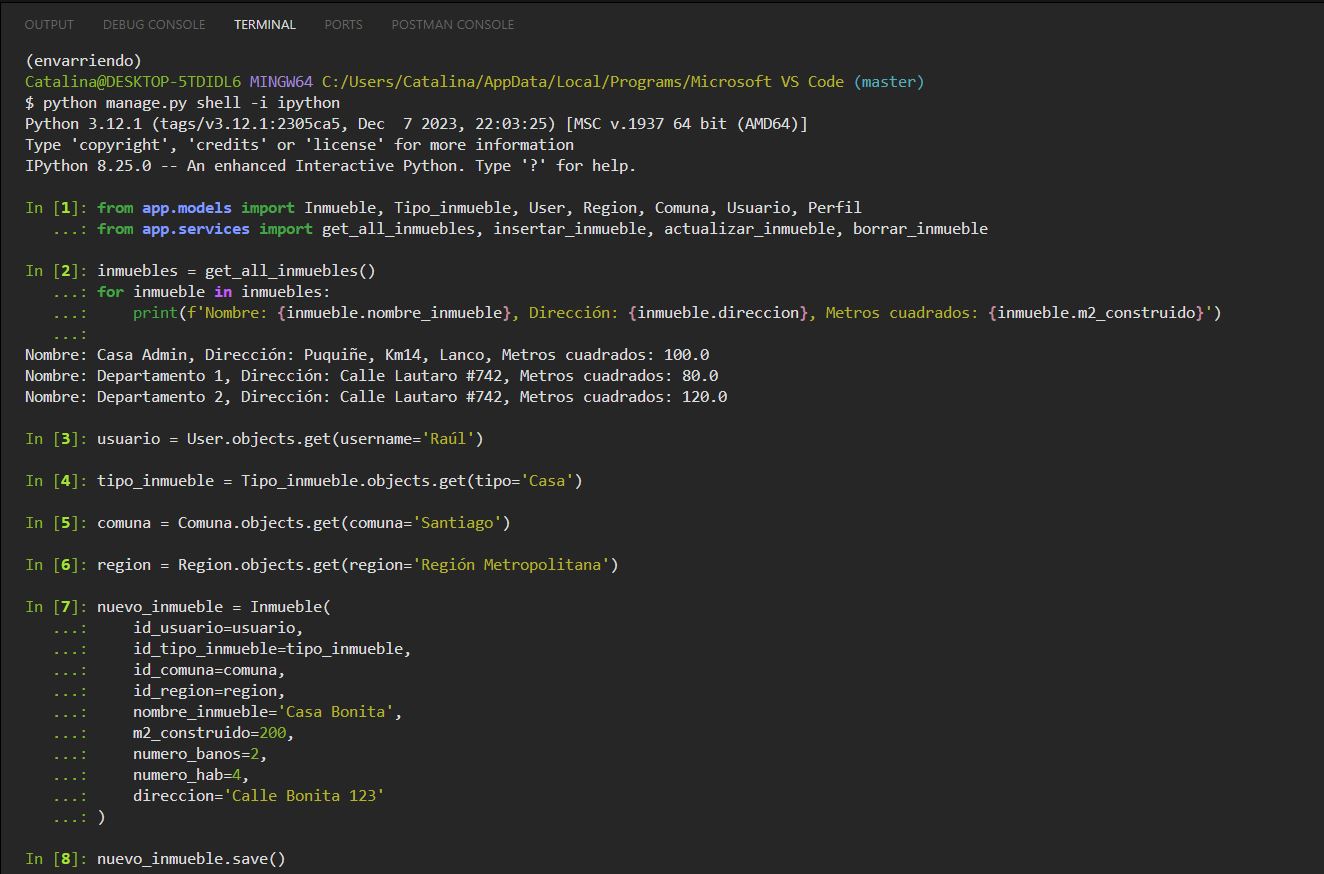 OUTPUT DEBUG CONSOLE TERMINAL PORTS POSTMAN CONSOLE
(envarriendo)
Catalina@DESKTOP-5TDIDL6 MINGW64 C:/Users/Catalina/AppData/Local/Programs/Microsoft VS Code (master)
$ python manage.py shell -i ipython
Python 3.12.1 (tags/v3.12.1:2305ca5, Dec  7 2023, 22:03:25) [MSC v.1937 64 bit (AMD64)]
Type 'copyright', 'credits' or 'license' for more information
IPython 8.25.0 -- An enhanced Interactive Python. Type '?' for help.
In [1]: from app.models import Inmueble, Tipo_inmueble, User, Region, Comuna, Usuario, Perfil
   ...: from app.services import get_all_inmuebles, insertar_inmueble, actualizar_inmueble, borrar_inmueble
In [2]: inmuebles = get_all_inmuebles()
   ...: for inmueble in inmuebles:
   ...:     print(f'Nombre: {inmueble.nombre_inmueble}, Dirección: {inmueble.direccion}, Metros cuadrados: {inmueble.m2_construido}')
   ...:
Nombre: Casa Admin, Dirección: Puquiñe, Km14, Lanco, Metros cuadrados: 100.0
Nombre: Departamento 1, Dirección: Calle Lautaro #742, Metros cuadrados: 80.0
Nombre: Departamento 2, Dirección: Calle Lautaro #742, Metros cuadrados: 120.0
In [3]: usuario = User.objects.get(username='Raúl')
In [4]: tipo_inmueble = Tipo_inmueble.objects.get(tipo='Casa')
In [5]: comuna = Comuna.objects.get(comuna='Santiago')
In [6]: region = Region.objects.get(region='Región Metropolitana')
In [7]: nuevo_inmueble = Inmueble(
   ...:     id_usuario=usuario,
   ...:     id_tipo_inmueble=tipo_inmueble,
   ...:     id_comuna=comuna,
   ...:     id_region=region,
   ...:     nombre_inmueble='Casa Bonita',
   ...:     m2_construido=200,
   ...:     numero_banos=2,
   ...:     numero_hab=4,
   ...:     direccion='Calle Bonita 123'
   ...: )
In [8]: nuevo_inmueble.save()